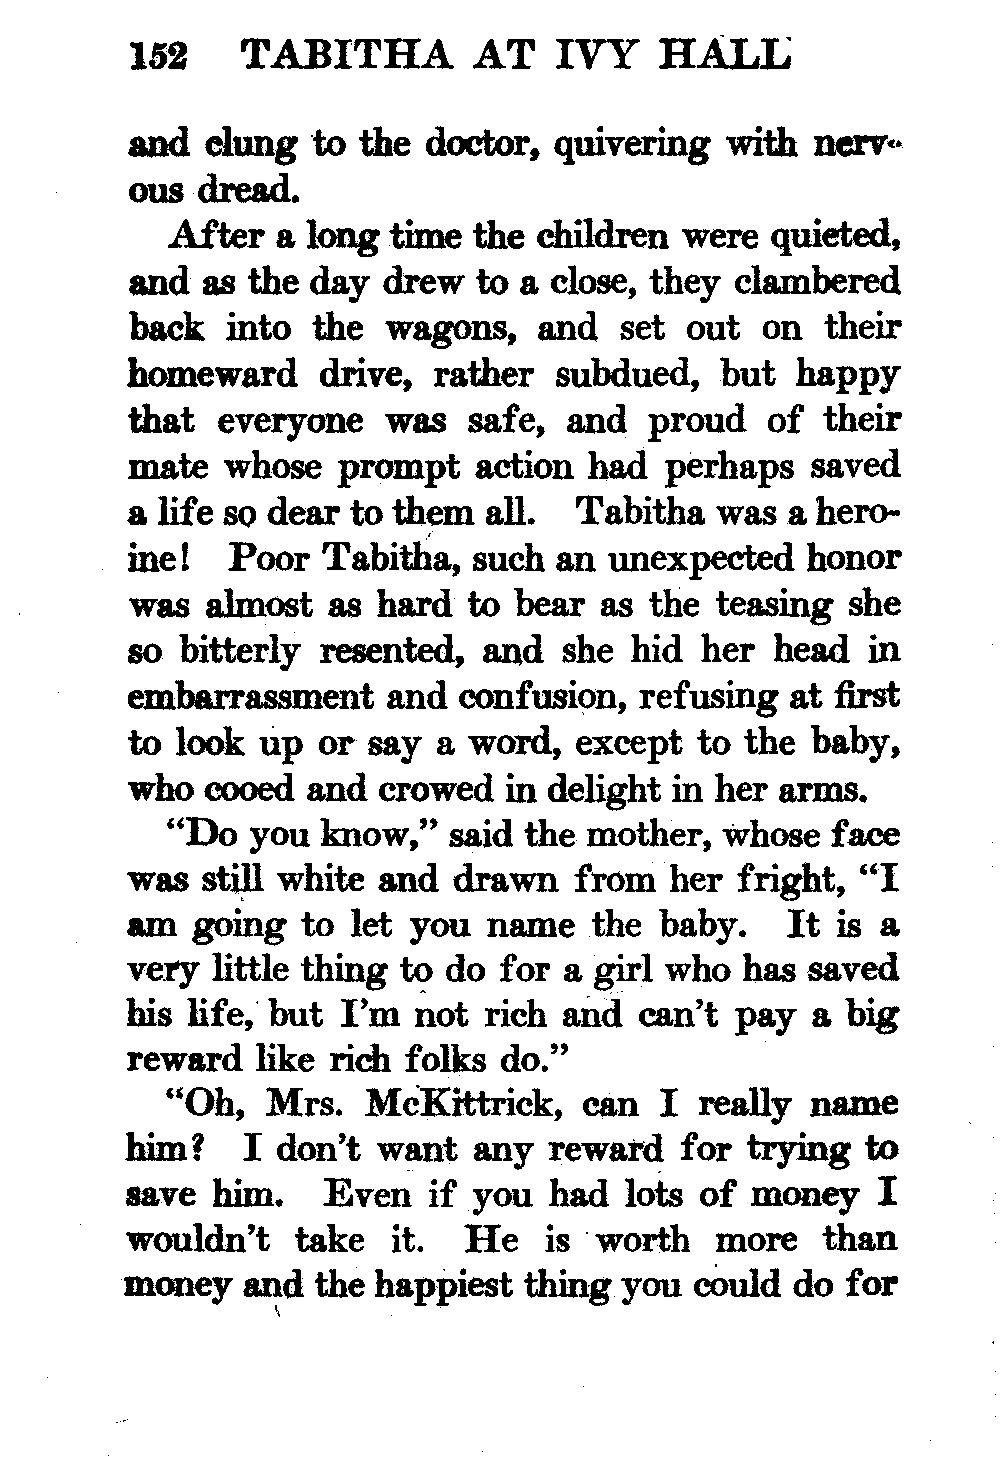 152 TABITHA AT IVY HALL
and clung to the doctor, quivering with nerv-
ous dread.
After a long time the children were quieted,
and as the day drew to a close, they clambered
back into the wagons, and set out on their
homeward drive, rather subdued, but happy
that everyone was safe, and proud of their
mate whose prompt action had perhaps saved
a life so dear to them all. Tabitha was a hero-
ine! Poor Tabitha, such an unexpected honor
was almost as hard to bear as the teasing she
so bitterly resented, and she hid her head in
embarrassment and confusion, refusing at first
to look up or say a word, except to the baby,
who cooed and crowed in delight in her arms.
“Do you know,” said the mother, whose face
was still white and drawn from her fright, “I
am going to let you name the baby. It is a
very little thing to do for a girl who has saved
his life, but I’m not rich and can’t pay a big
reward like rich folks do.”
“Oh, Mrs. McKittrick, can I really name
him? I don’t want any reward for trying to
save him. Even if you had lots of money I
wouldn’t take it. He is worth more than
money and the happiest thing you could do for